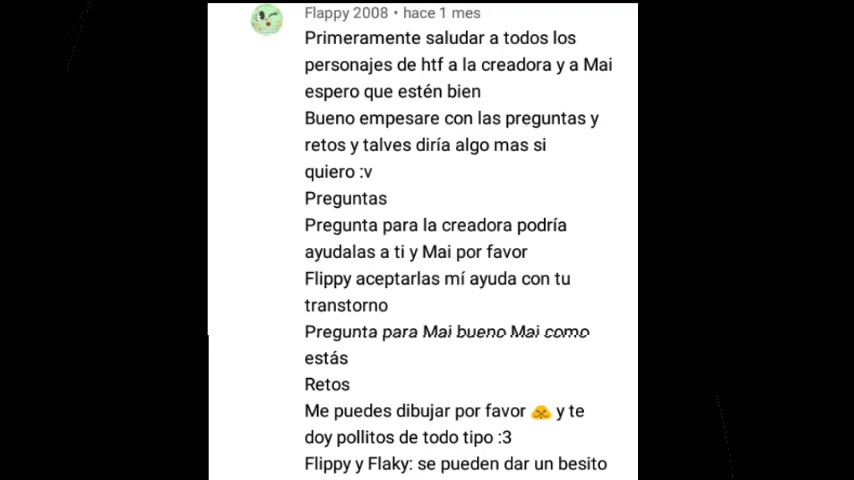 Flappy 2008 • hace 1 mes
Primeramente saludar a todos los
personajes de htf a la creadora y a Mai
espero que estén bien
Bueno empesare con las preguntas y
retos y talves diría algo mas si
quiero :v
Preguntas
Pregunta para la creadora podría
ayudalas a ti y Mai por favor
Flippy aceptarlas mí ayuda con tu
transtorno
Pregunta para Mai bueno Mai como
estás
Retos
Me puedes dibujar por favor 🙇 y te
doy pollitos de todo tipo :3
Flippy y Flaky: se pueden dar un besito